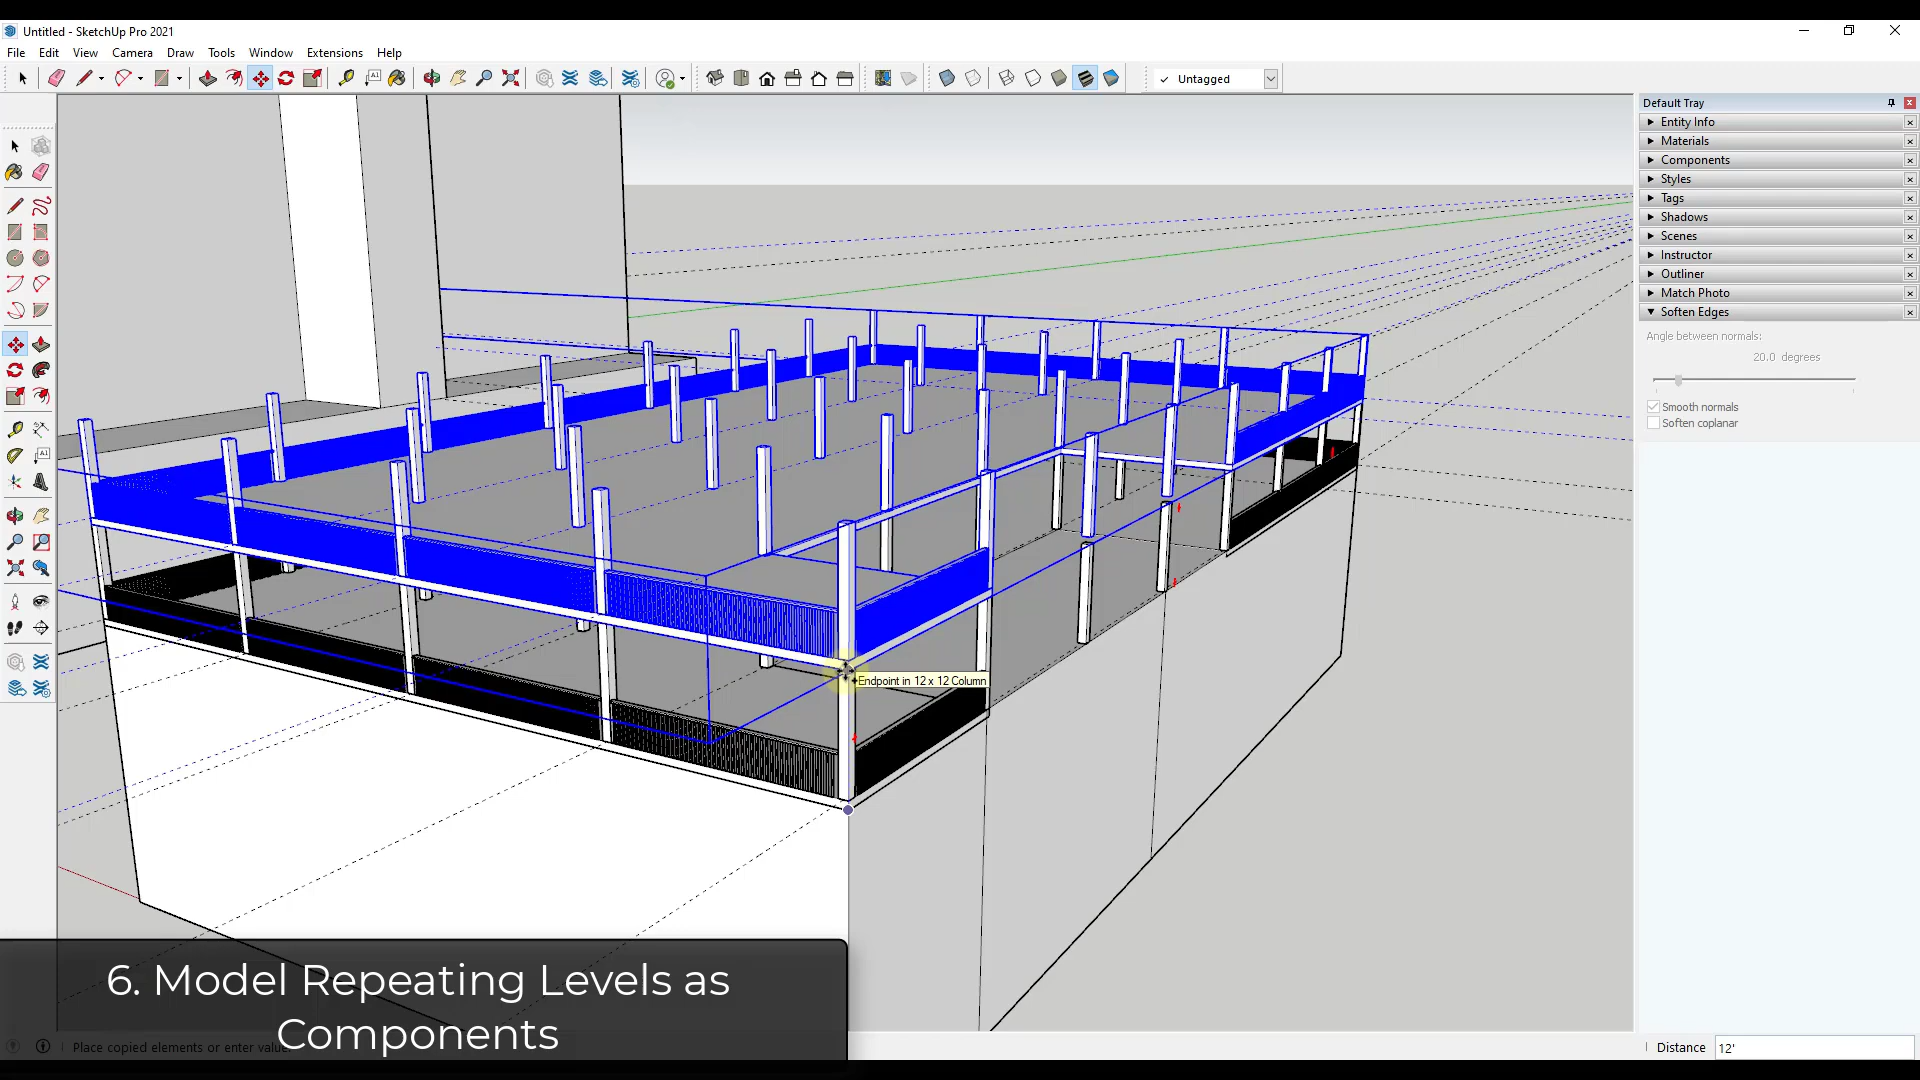 Untitled - SketchUp Pro 2021
File Edit View Camera Draw Tools Window Extensions Help
Untagged
Default Tray
Entity Info
Materials
Components
Styles
Tags
Shadows
Scenes
Instructor
Outliner
Match Photo
Soften Edges
Angle between normals:
20.0 degrees
Smooth normals
Soften coplanar
Endpoint in 12 x 12 Column
6. Model Repeating Levels as
Components
Place copied elements or enter value.
Distance 12'